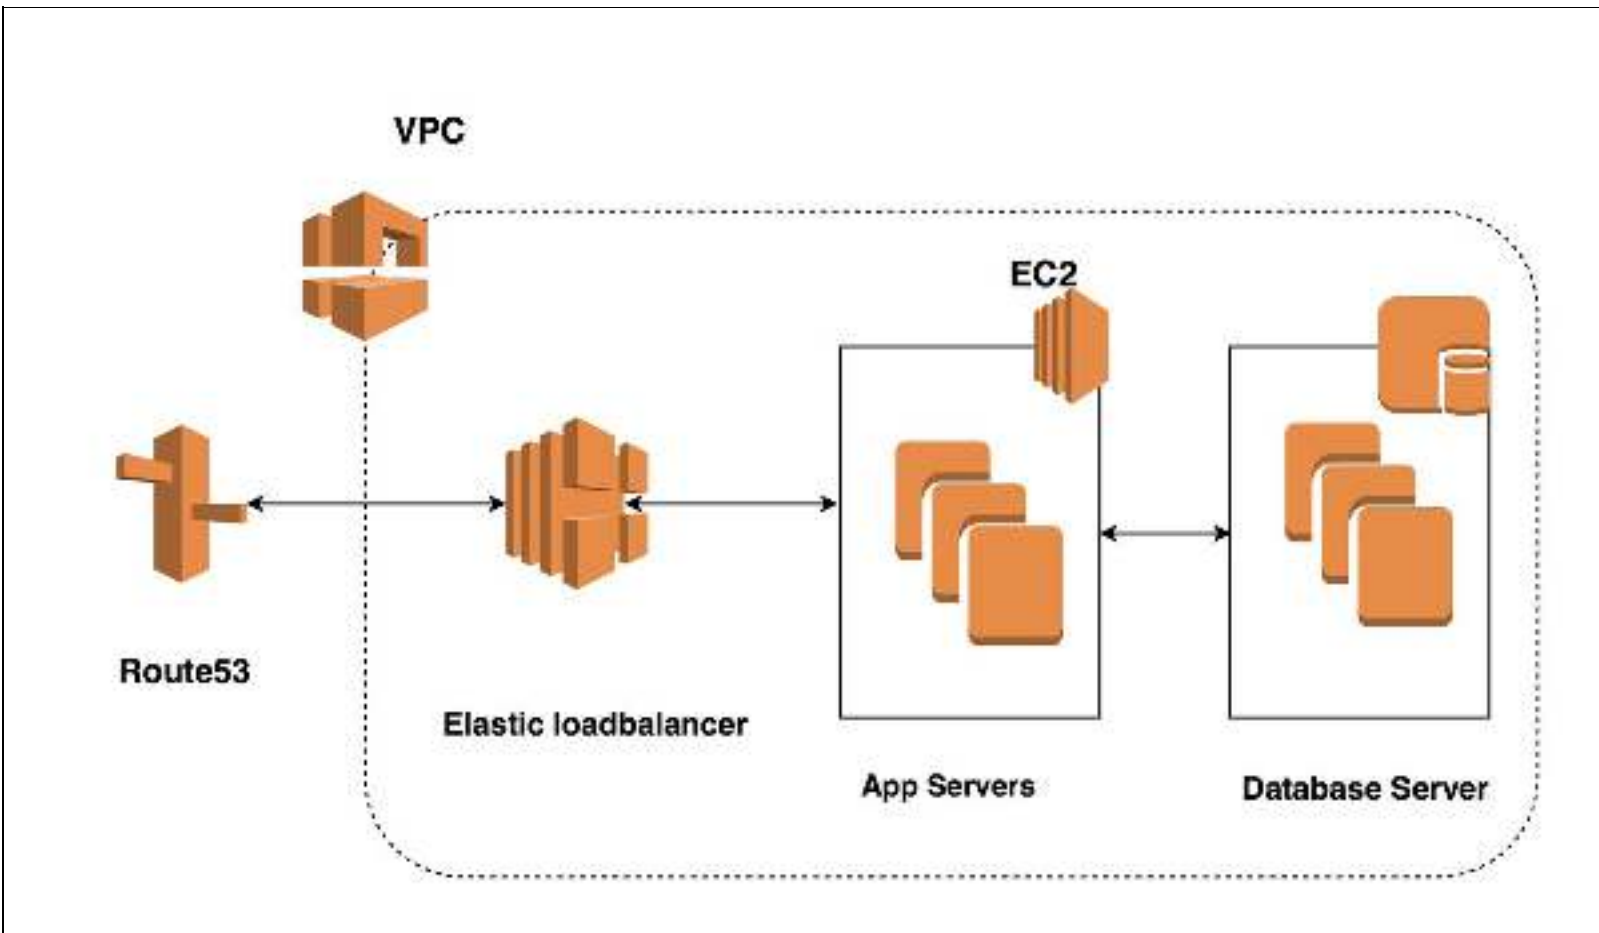 VPC
EC2
Route53
Elastic loadbalancer
App Servers
Database Server